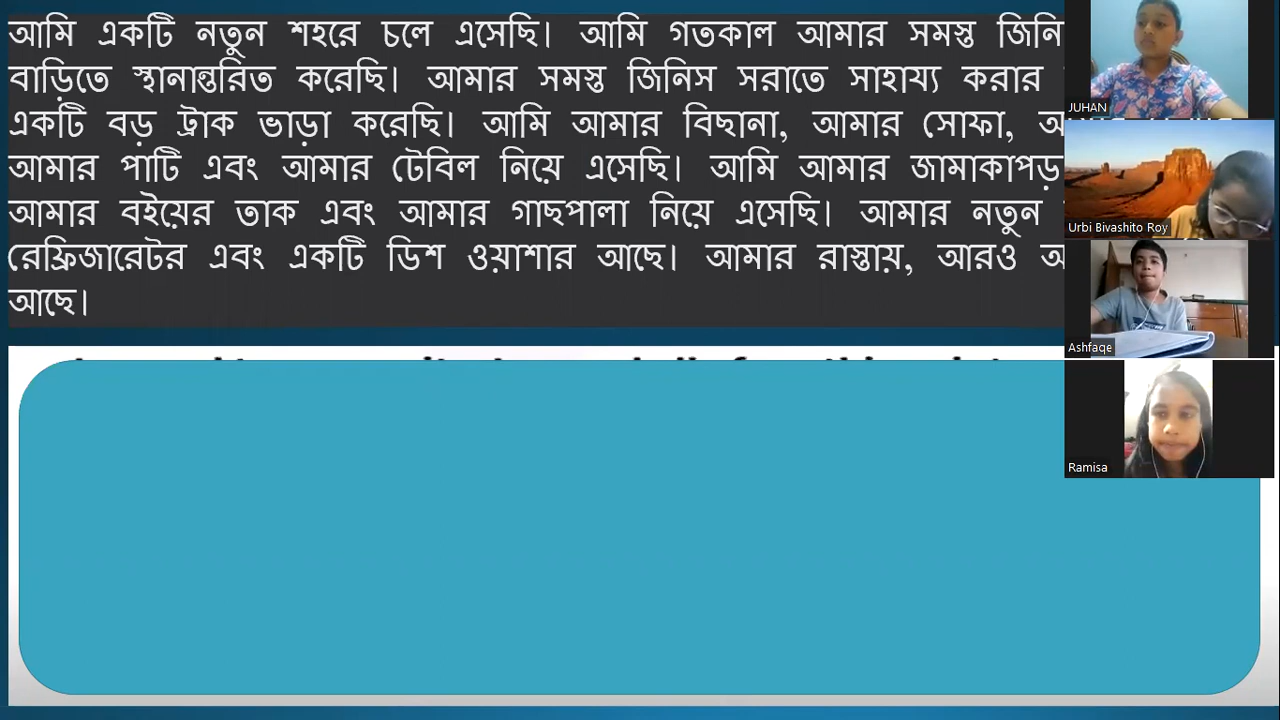 আমি একটি নতুন শহরে চলে এসেছি। আমি গতকাল আমার সমস্ত
বাড়িতে স্থানান্তরিত করেছি। আমার সমস্ত জিনিস সরাতে সাহায্য করার
একটি বড় ট্রাক ভাড়া করেছি। আমি আমার বিছানা, আমার সোফা,
আমার পাটি এবং আমার টেবিল নিয়ে এসেছি। আমি আমার জামাকাপড়
আমার বইয়ের তাক এবং আমার গাছপালা নিয়ে এসেছি। আমার নতুন
রেফ্রিজারেটর এবং একটি ডিশ ওয়াশার আছে। আমার রাস্তায়, আরও
আছে।
JUHAN
Urbi Bivashito Roy
Ashfaqe
Ramisa